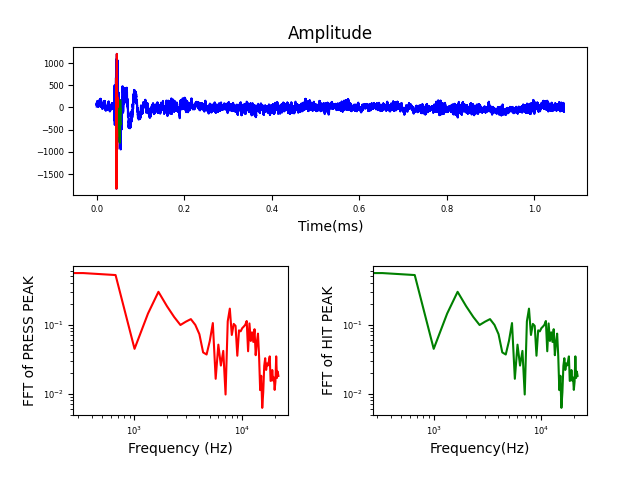 Amplitude
1000
500
0
−500
−1000
−1500
0.0 0.2 0.4 0.6 0.8 1.0
Time(ms)
FFT of PRESS PEAK
10⁻¹
10⁻²
10³ 10⁴
Frequency (Hz)
FFT of HIT PEAK
10⁻¹
10⁻²
10³ 10⁴
Frequency(Hz)